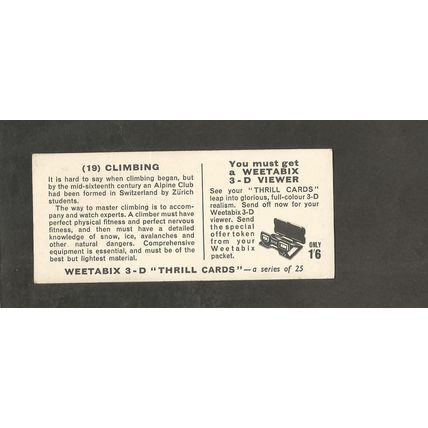 (19) CLIMBING
It is hard to say when climbing began, but
by the mid-sixteenth century an Alpine Club
had been formed in Switzerland by Zürich
students.
The way to master climbing is to accom-
pany and watch experts. A climber must have
perfect physical fitness and perfect nervous
fitness, and then must have a detailed
knowledge of snow, ice, avalanches and
other natural dangers. Comprehensive
equipment is essential, and must be of the
best but lightest material.
You must get
a WEETABIX
3-D VIEWER
See your "THRILL CARDS"
leap into glorious, full-colour 3-D
realism. Send off now for your
Weetabix 3-D
viewer. Send
the special
offer token
from your
Weetabix
packet.
ONLY
1'6
WEETABIX 3-D "THRILL CARDS"—a series of 25